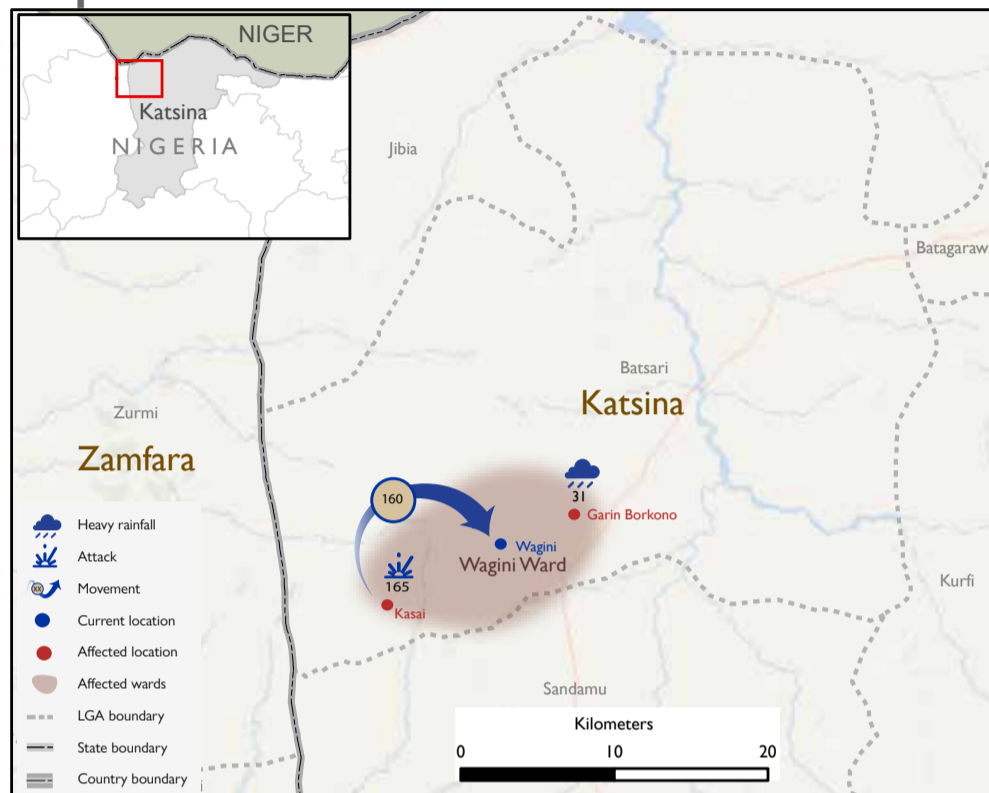 NIGER
Katsina
NIGERIA
Jibia
Batagarawa
Batsari
Katsina
Zurmi
Zamfara
160
31
Garin Borkono
Wagini
Wagini Ward
165
Kasai
Kurfi
Sandamu
Heavy rainfall
Attack
XX
Movement
Current location
Affected location
Affected wards
LGA boundary
State boundary
Country boundary
Kilometers
0 10 20